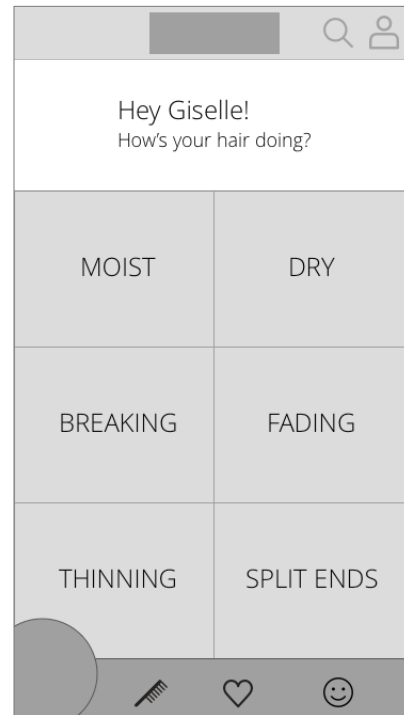 Hey Giselle!
How's your hair doing?
MOIST DRY
BREAKING FADING
THINNING SPLIT ENDS